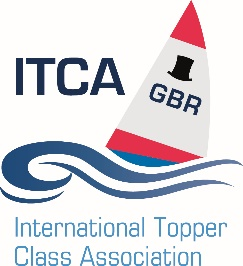 ITCA
GBR
International Topper
Class Association